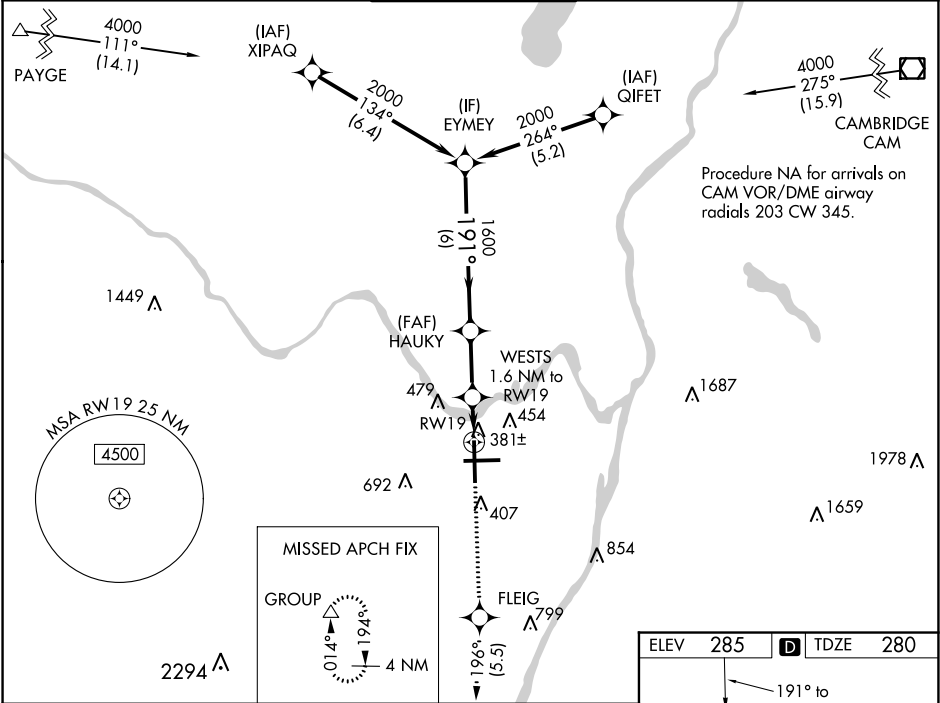 4000
111°
(14.1)
PAYGE
(IAF)
XIPAQ
2000
134°
(6.4)
(IF)
EYMEY
2000
264°
(5.2)
(IAF)
QIFET
4000
275°
(15.9)
CAMBRIDGE
CAM
Procedure NA for arrivals on
CAM VOR/DME airway
radials 203 CW 345.
1600
191°
(6)
1449
(FAF)
HAUKY
WESTS
1.6 NM to
RW19
479
RW19
454
381±
1687
MSA RW19 25 NM
4500
692
407
1978
1659
854
MISSED APCH FIX
GROUP
014°
194°
4 NM
FLEIG
799
196°
(5.5)
2294
ELEV 285 D TDZE 280
191° to